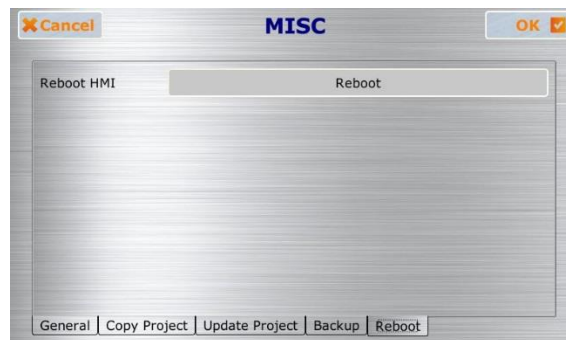 Cancel MISC OK
Reboot HMI Reboot
General Copy Project Update Project Backup Reboot